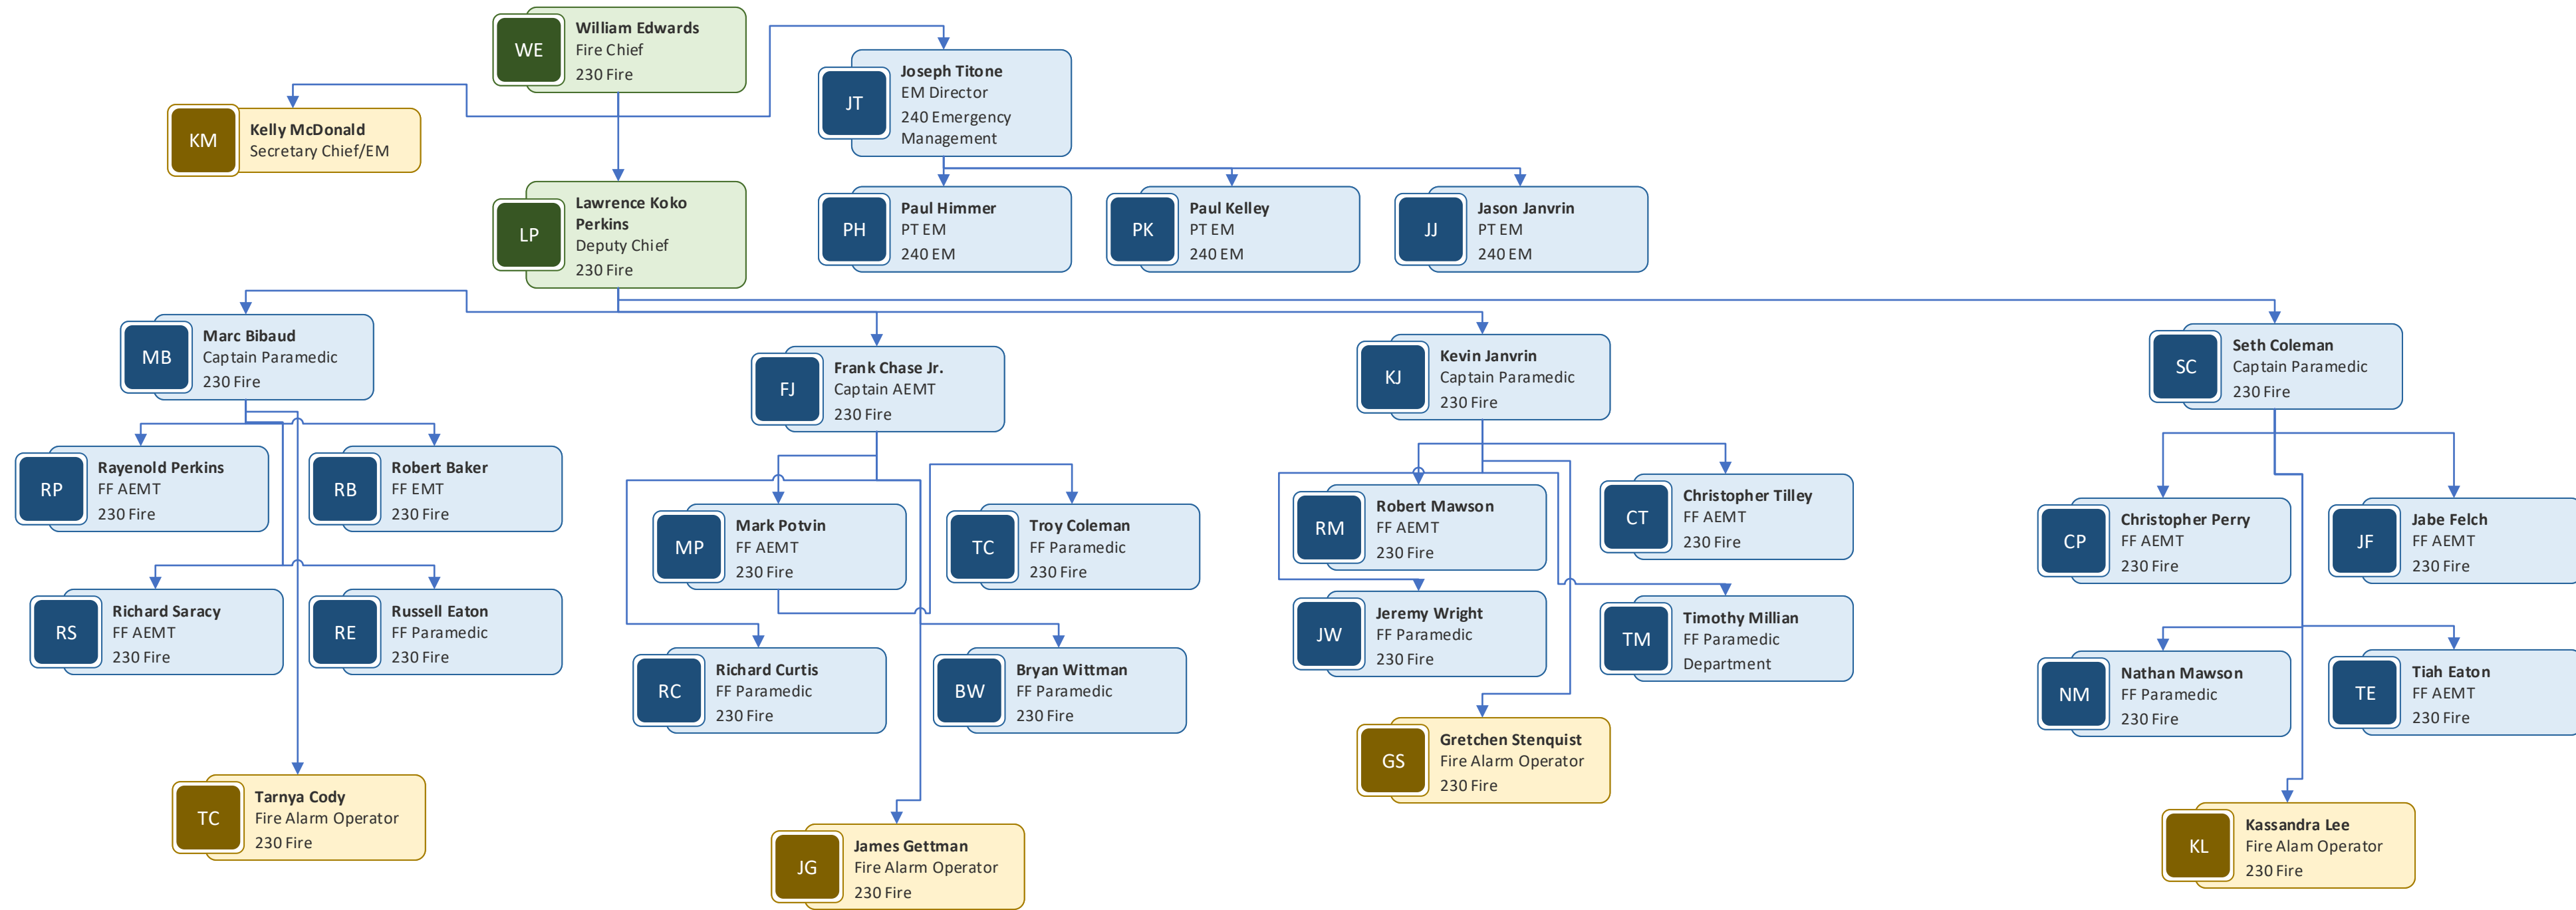 WE
William Edwards
Fire Chief
230 Fire
KM
Kelly McDonald
Secretary Chief/EM
JT
Joseph Titone
EM Director
240 Emergency
Management
LP
Lawrence Koko
Perkins
Deputy Chief
230 Fire
PH
Paul Himmer
PT EM
240 EM
PK
Paul Kelley
PT EM
240 EM
JJ
Jason Janvrin
PT EM
240 EM
MB
Marc Bibaud
Captain Paramedic
230 Fire
FJ
Frank Chase Jr.
Captain AEMT
230 Fire
KJ
Kevin Janvrin
Captain Paramedic
230 Fire
SC
Seth Coleman
Captain Paramedic
230 Fire
RP
Rayenold Perkins
FF AEMT
230 Fire
RB
Robert Baker
FF EMT
230 Fire
RS
Richard Saracy
FF AEMT
230 Fire
RE
Russell Eaton
FF Paramedic
230 Fire
TC
Tarnya Cody
Fire Alarm Operator
230 Fire
MP
Mark Potvin
FF AEMT
230 Fire
TC
Troy Coleman
FF Paramedic
230 Fire
RC
Richard Curtis
FF Paramedic
230 Fire
BW
Bryan Wittman
FF Paramedic
230 Fire
JG
James Gettman
Fire Alarm Operator
230 Fire
RM
Robert Mawson
FF AEMT
230 Fire
CT
Christopher Tilley
FF AEMT
230 Fire
JW
Jeremy Wright
FF Paramedic
230 Fire
TM
Timothy Millian
FF Paramedic
Department
GS
Gretchen Stenquist
Fire Alarm Operator
230 Fire
CP
Christopher Perry
FF AEMT
230 Fire
JF
Jabe Felch
FF AEMT
230 Fire
NM
Nathan Mawson
FF Paramedic
230 Fire
TE
Tiah Eaton
FF AEMT
230 Fire
KL
Kassandra Lee
Fire Alam Operator
230 Fire